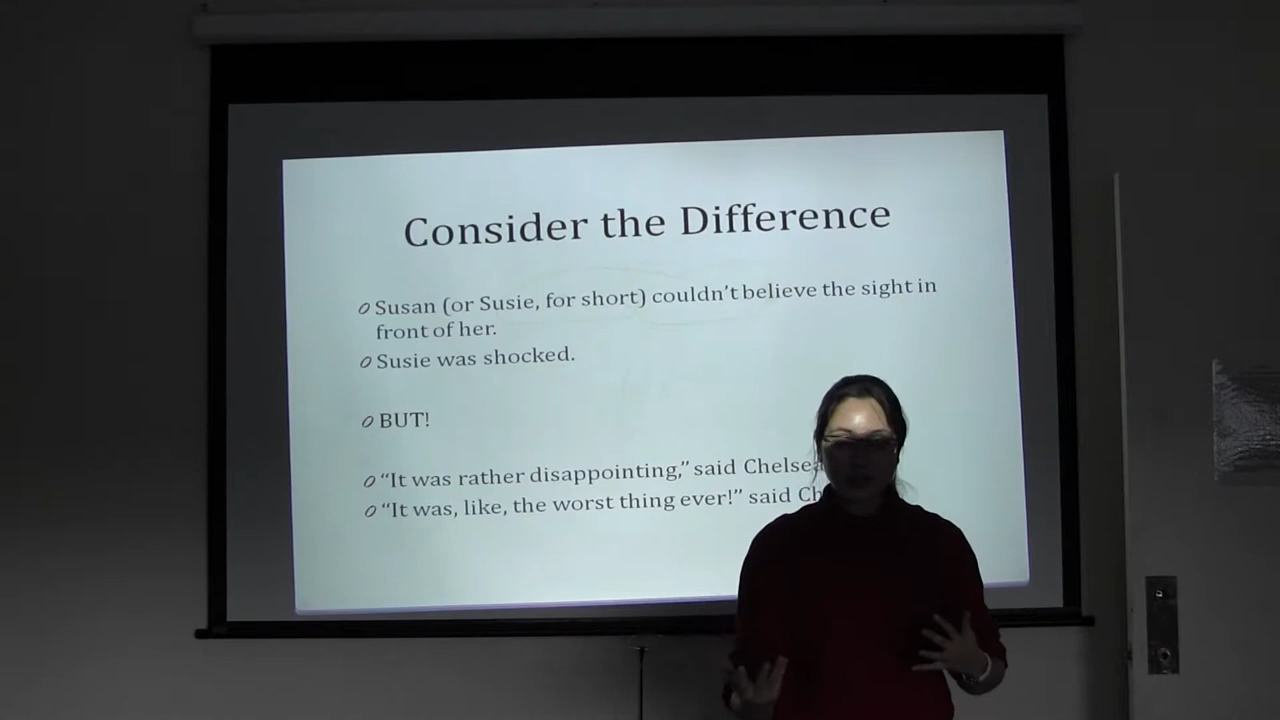 Consider the Difference
Susan (or Susie, for short) couldn't believe the sight in
front of her.
Susie was shocked.
BUT!
“It was rather disappointing,” said Chelsea
“It was, like, the worst thing ever!” said